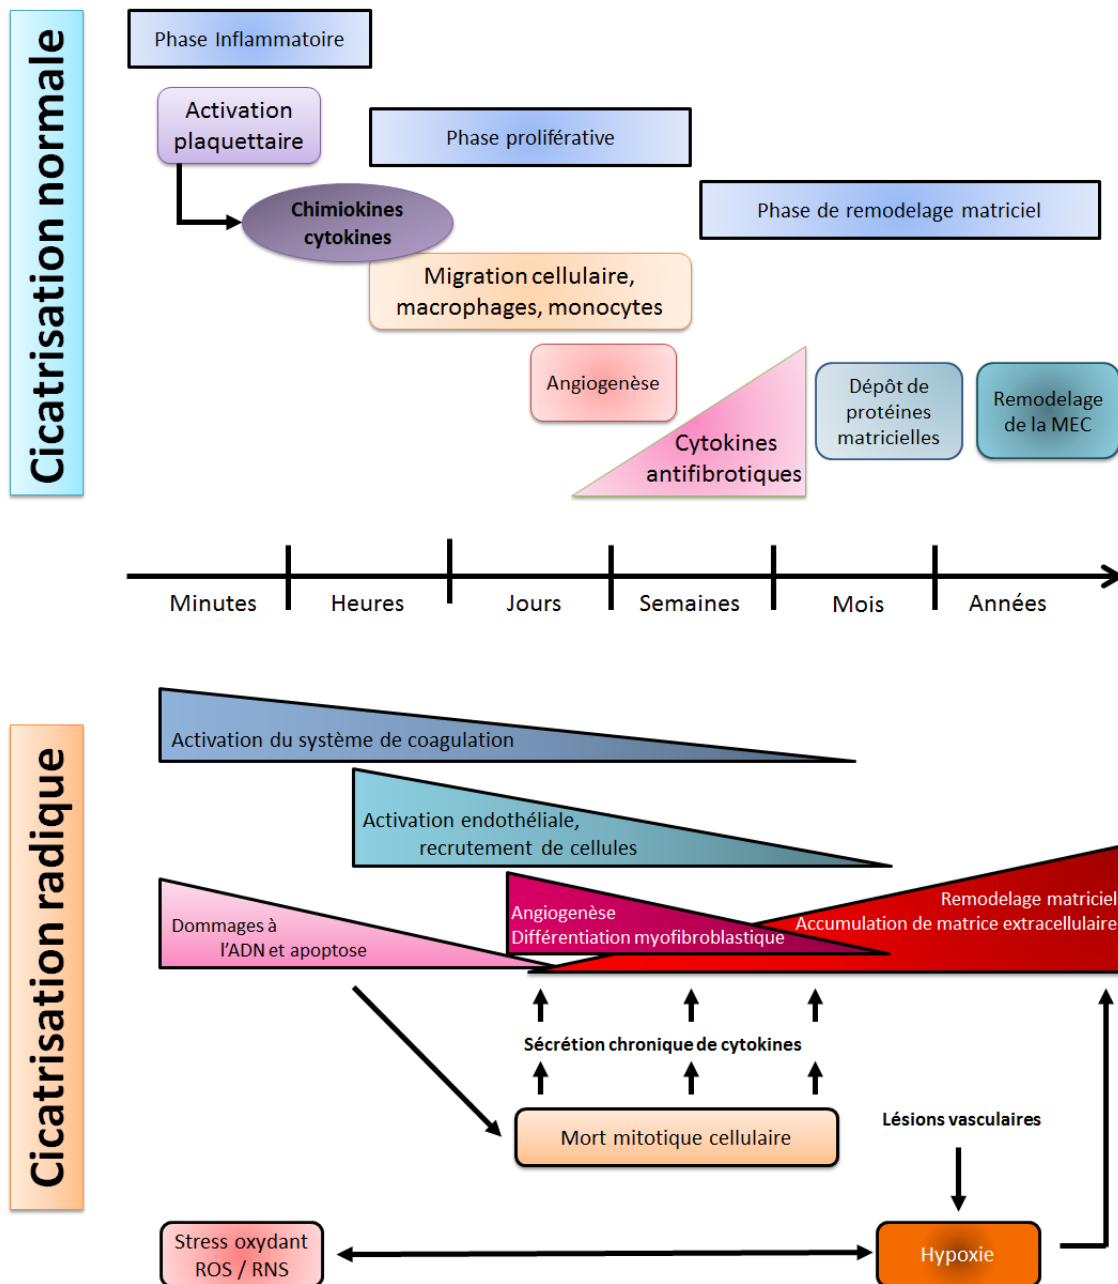 Cicatrisation normale
Phase Inflammatoire
Activation
plaquettaire
Phase proliférative
Chimiokines
cytokines
Phase de remodelage matriciel
Migration cellulaire,
macrophages, monocytes
Angiogenèse
Cytokines
antifibrotiques
Dépôt de
protéines
matricielles
Remodelage
de la MEC
Minutes
Heures
Jours
Semaines
Mois
Années
Cicatrisation radique
Activation du système de coagulation
Activation endothéliale,
recrutement de cellules
Dommages à
l'ADN et apoptose
Angiogenèse
Différentiation myofibroblastique
Remodelage matriciel
Accumulation de matrice extracellulaire
Sécrétion chronique de cytokines
Mort mitotique cellulaire
Lésions vasculaires
Stress oxydant
ROS / RNS
Hypoxie